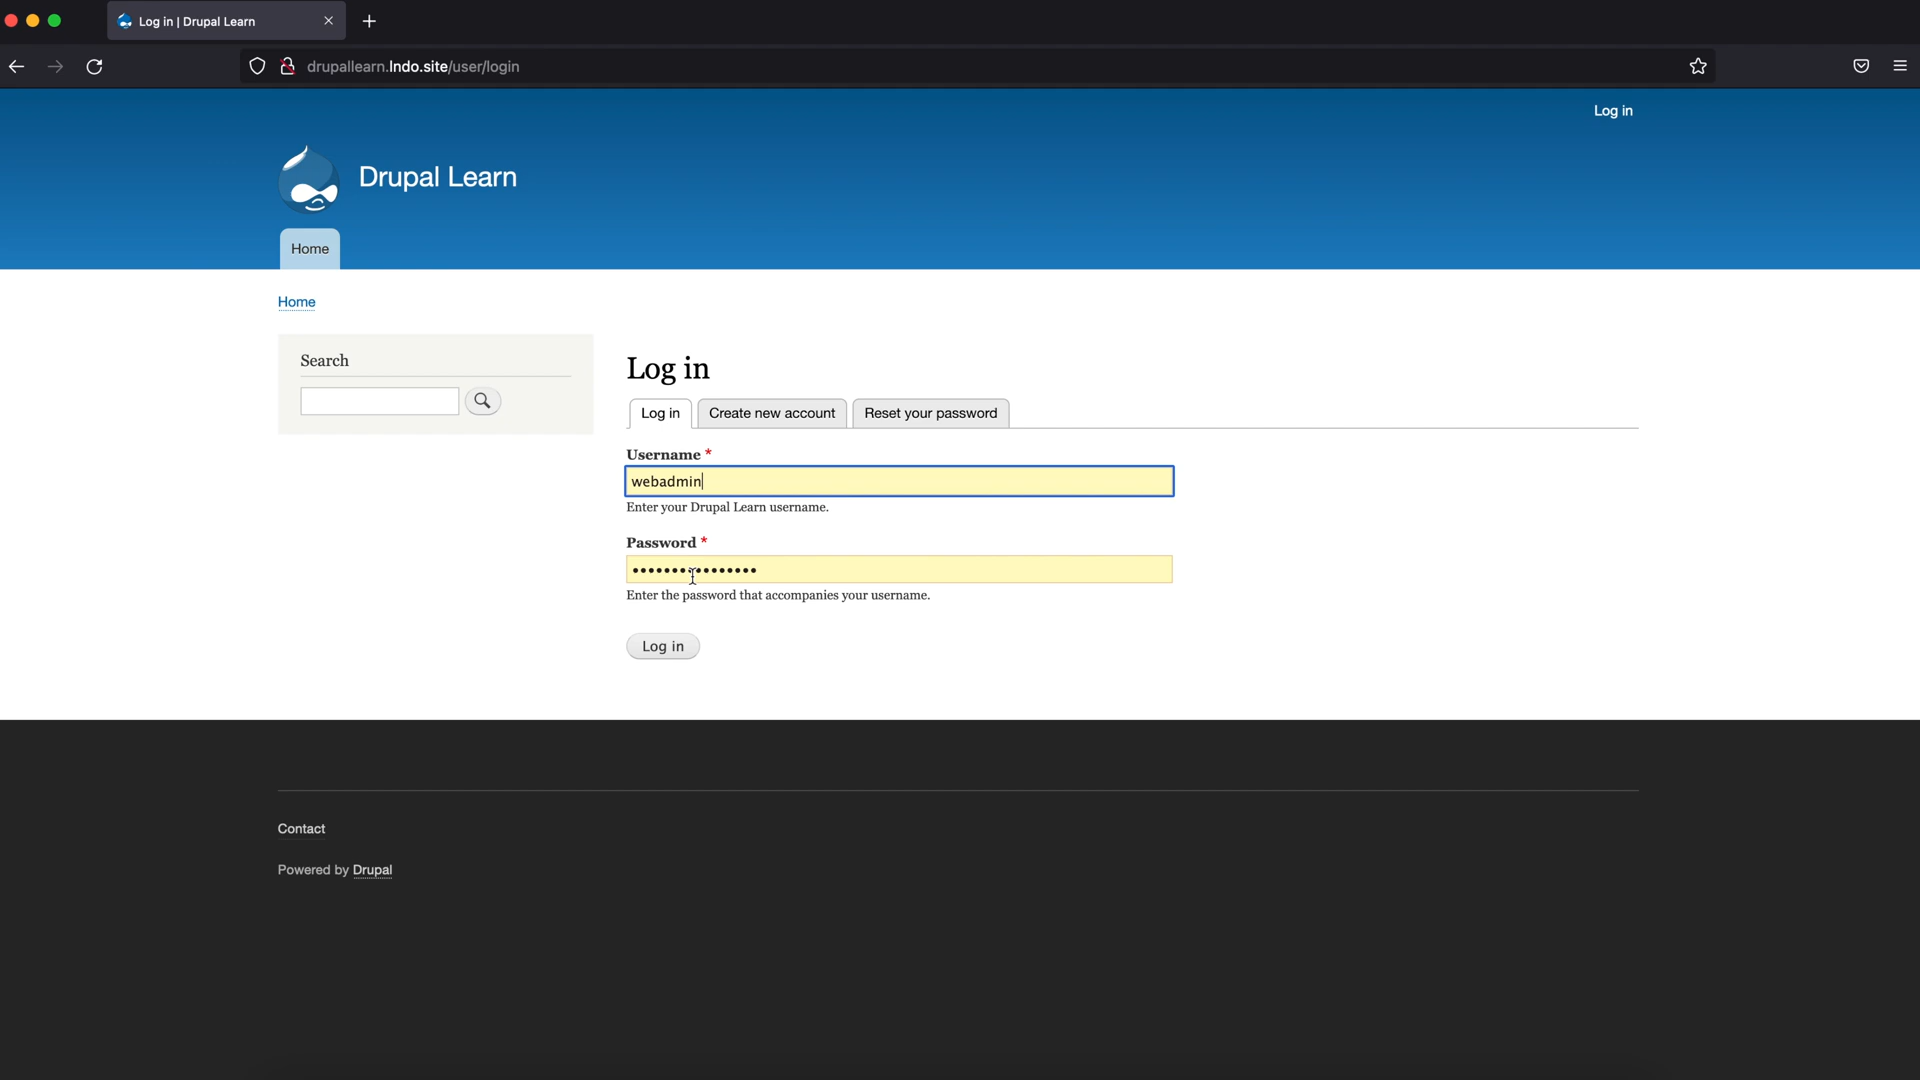 Log in | Drupal Learn
drupallearn.lndo.site/user/login
Log in
Drupal Learn
Home
Home
Search
Log in
Log in Create new account Reset your password
Username *
webadmin
Enter your Drupal Learn username.
Password *
••••••••••••••••
Enter the password that accompanies your username.
Log in
Contact
Powered by Drupal